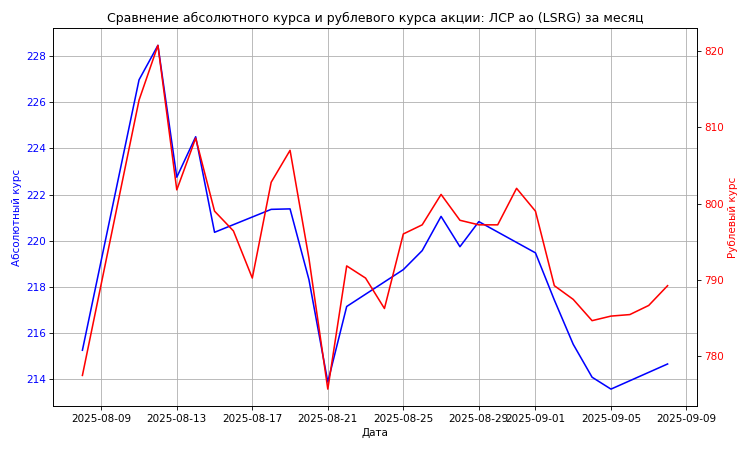 Сравнение абсолютного курса и рублевого курса акции: ЛСР ао (LSRG) за месяц
Абсолютный курс
228
226
224
222
220
218
216
214
820
810
800
790
780
Рублевый курс
2025-08-09 2025-08-13 2025-08-17 2025-08-21 2025-08-25 2025-08-29 2025-09-01 2025-09-05 2025-09-09
Дата